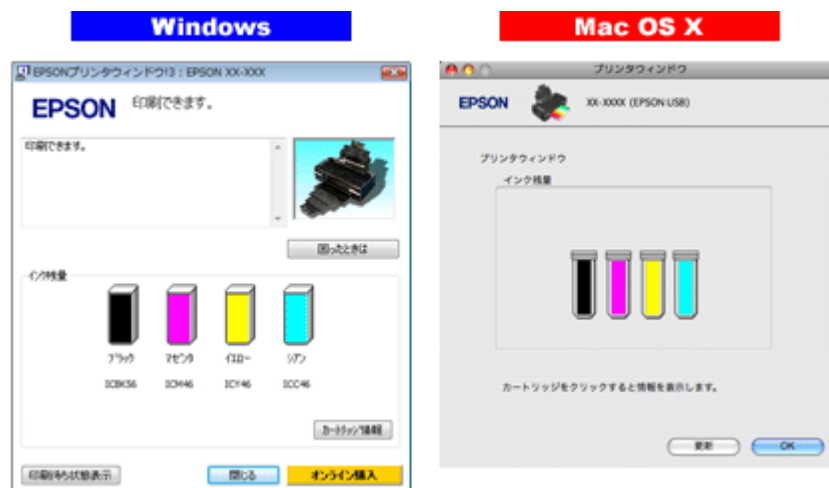 Windows
EPSONプリンタウィンドウ!3 : EPSON XX-XXX
EPSON
印刷できます。
印刷できます。
困ったときは
インク残量
ブラック マゼンタ イエロー シアン
ICM46 ICY46 ICC46
カートリッジ情報
印刷待ち状態表示
閉じる
オンライン購入
Mac OS X
プリンタウィンドウ
EPSON
XX-XXXX (EPSON USB)
プリンタウィンドウ
インク残量
カートリッジをクリックすると情報を表示します。
更新
OK